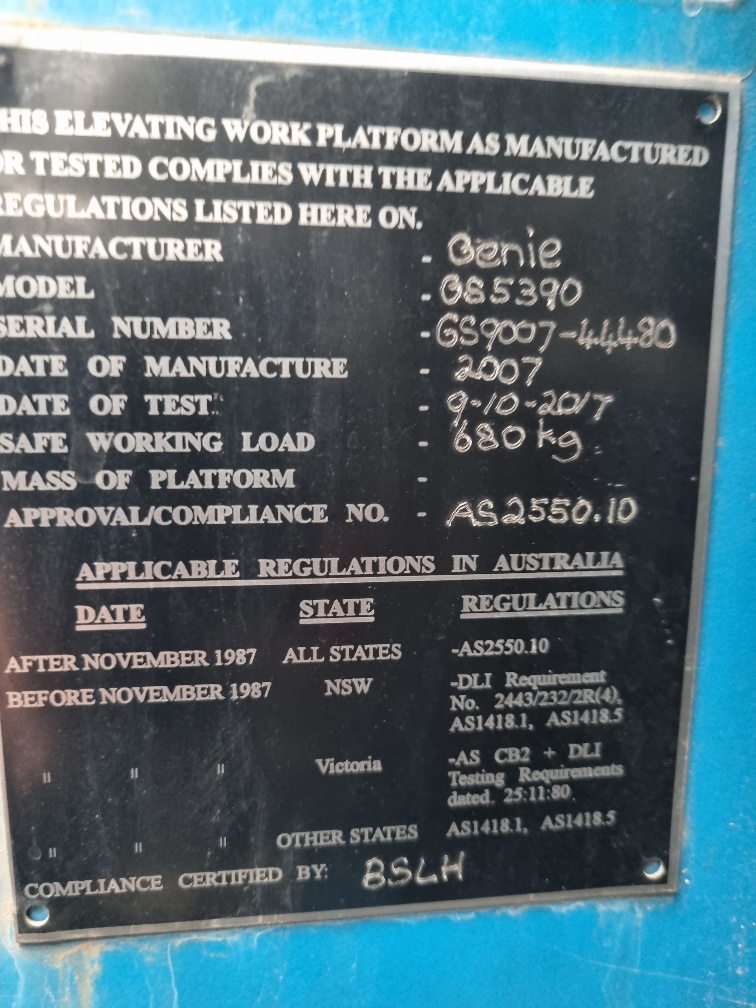 HIS ELEVATING WORK PLATFORM AS MANUFACTURED
OR TESTED COMPLIES WITH THE APPLICABLE
REGULATIONS LISTED HERE ON.
MANUFACTURER - Genie
MODEL - GS5390
SERIAL NUMBER - GS9007-44480
DATE OF MANUFACTURE - 2007
DATE OF TEST - 9-10-2017
SAFE WORKING LOAD - 680 kg
MASS OF PLATFORM -
APPROVAL/COMPLIANCE NO. - AS2550.10
APPLICABLE REGULATIONS IN AUSTRALIA
DATE STATE REGULATIONS
AFTER NOVEMBER 1987 ALL STATES -AS2550.10
BEFORE NOVEMBER 1987 NSW -DLI Requirement
No. 2443/232/2R(4),
AS1418.1, AS1418.5
" " " Victoria -AS CB2 + DLI
Testing Requirements
dated 25:11:80
" " " OTHER STATES AS1418.1, AS1418.5
COMPLIANCE CERTIFIED BY: BSLH